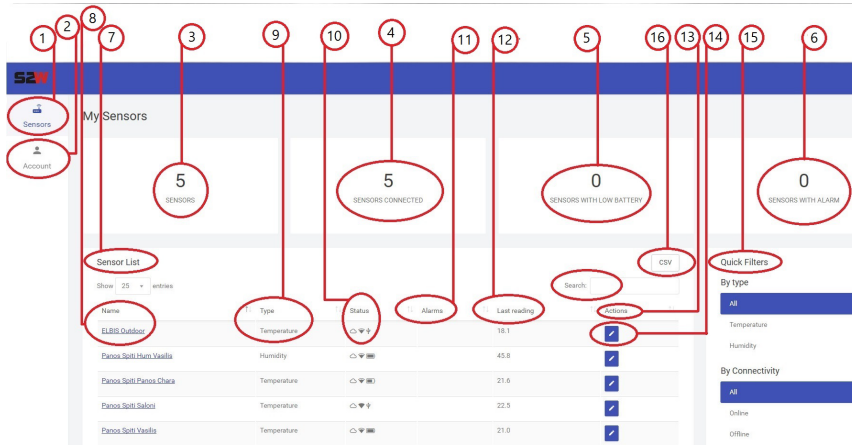 1 2 8 7 3 9 10 4 11 12 5 16 13 14 15 6
S2W
Sensors
My Sensors
Account
5 5 0 0
SENSORS SENSORS CONNECTED SENSORS WITH LOW BATTERY SENSORS WITH ALARM
Sensor List CSV Quick Filters
Show 25 entries Search: By type
Name Type Status Alarms Last reading Actions All
ELBIS Outdoor Temperature 18.1 Temperature
Panos Spiti Hum Vasilis Humidity 45.8 Humidity
Panos Spiti Panos Chara Temperature 21.6 By Connectivity
Panos Spiti Saloni Temperature 22.5 All
Online
Panos Spiti Vasilis Temperature 21.0 Offline